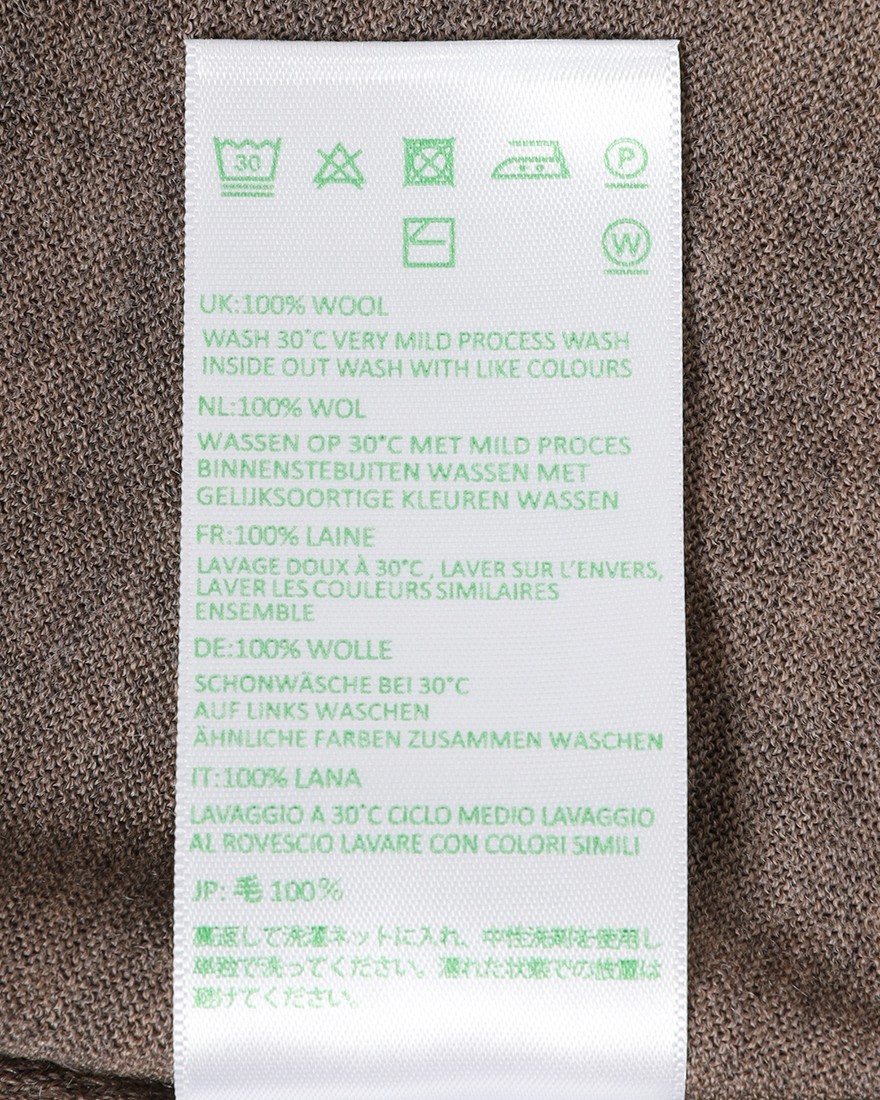 30
P
W
UK:100% WOOL
WASH 30°C VERY MILD PROCESS WASH
INSIDE OUT WASH WITH LIKE COLOURS
NL:100% WOL
WASSEN OP 30°C MET MILD PROCES
BINNENSTEBUITEN WASSEN MET
GELIJKSOORTIGE KLEUREN WASSEN
FR:100% LAINE
LAVAGE DOUX À 30°C, LAVER SUR L'ENVERS,
LAVER LES COULEURS SIMILAIRES
ENSEMBLE
DE:100% WOLLE
SCHONWÄSCHE BEI 30°C
AUF LINKS WASCHEN
ÄHNLICHE FARBEN ZUSAMMEN WASCHEN
IT:100% LANA
LAVAGGIO A 30°C CICLO MEDIO LAVAGGIO
AL ROVESCIO LAVARE CON COLORI SIMILI
JP: 毛 100%
裏返して洗濯ネットに入れ、中性洗剤を使用し
単独で洗ってください。濡れた状態での放置は
避けてください。